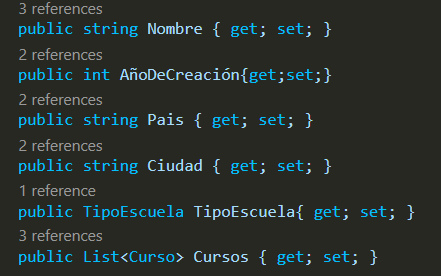 3 references
public string Nombre { get; set; }
2 references
public int AñoDeCreación{get;set;}
2 references
public string Pais { get; set; }
2 references
public string Ciudad { get; set; }
1 reference
public TipoEscuela TipoEscuela{ get; set; }
3 references
public List<Curso> Cursos { get; set; }